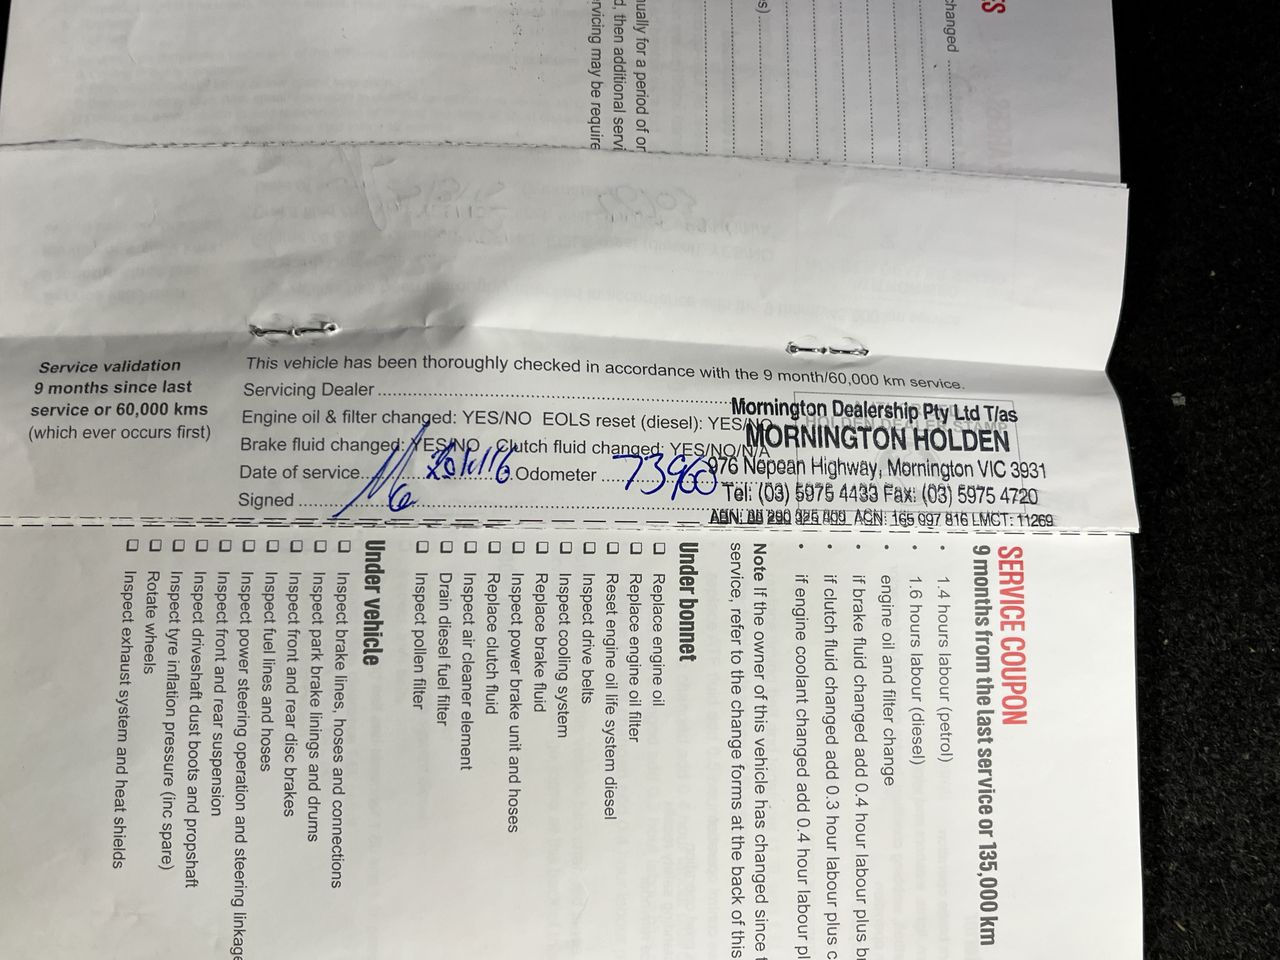 ually for a period of or
d, then additional servi
rvicing may be require
s)
changed
ES
Service validation
9 months since last
service or 60,000 kms
(which ever occurs first)
This vehicle has been thoroughly checked in accordance with the 9 month/60,000 km service.
Servicing Dealer
Engine oil & filter changed: YES/NO EOLS reset (diesel): YES/NO
Brake fluid changed: YES/NO Clutch fluid changed: YES/NO/N/A
Date of service Odometer 73960
Signed
Mornington Dealership Pty Ltd T/as
MORNINGTON HOLDEN
976 Nepean Highway, Mornington VIC 3931
Tel: (03) 5975 4433 Fax: (03) 5975 4720
ACN: 165 097 816 LMCT: 11269
SERVICE COUPON
9 months from the last service or 135,000 km
• 1.4 hours labour (petrol)
• 1.6 hours labour (diesel)
• engine oil and filter change
• if brake fluid changed add 0.4 hour labour plus br
• if clutch fluid changed add 0.3 hour labour plus c
• if engine coolant changed add 0.4 hour labour pl
Note If the owner of this vehicle has changed since t
service, refer to the change forms at the back of this
Under bonnet
Replace engine oil
Replace engine oil filter
Reset engine oil life system diesel
Inspect drive belts
Inspect cooling system
Replace brake fluid
Inspect power brake unit and hoses
Replace clutch fluid
Inspect air cleaner element
Drain diesel fuel filter
Inspect pollen filter
Under vehicle
Inspect brake lines, hoses and connections
Inspect park brake linings and drums
Inspect front and rear disc brakes
Inspect fuel lines and hoses
Inspect power steering operation and steering linkage
Inspect front and rear suspension
Inspect driveshaft dust boots and propshaft
Inspect tyre inflation pressure (inc spare)
Rotate wheels
Inspect exhaust system and heat shields